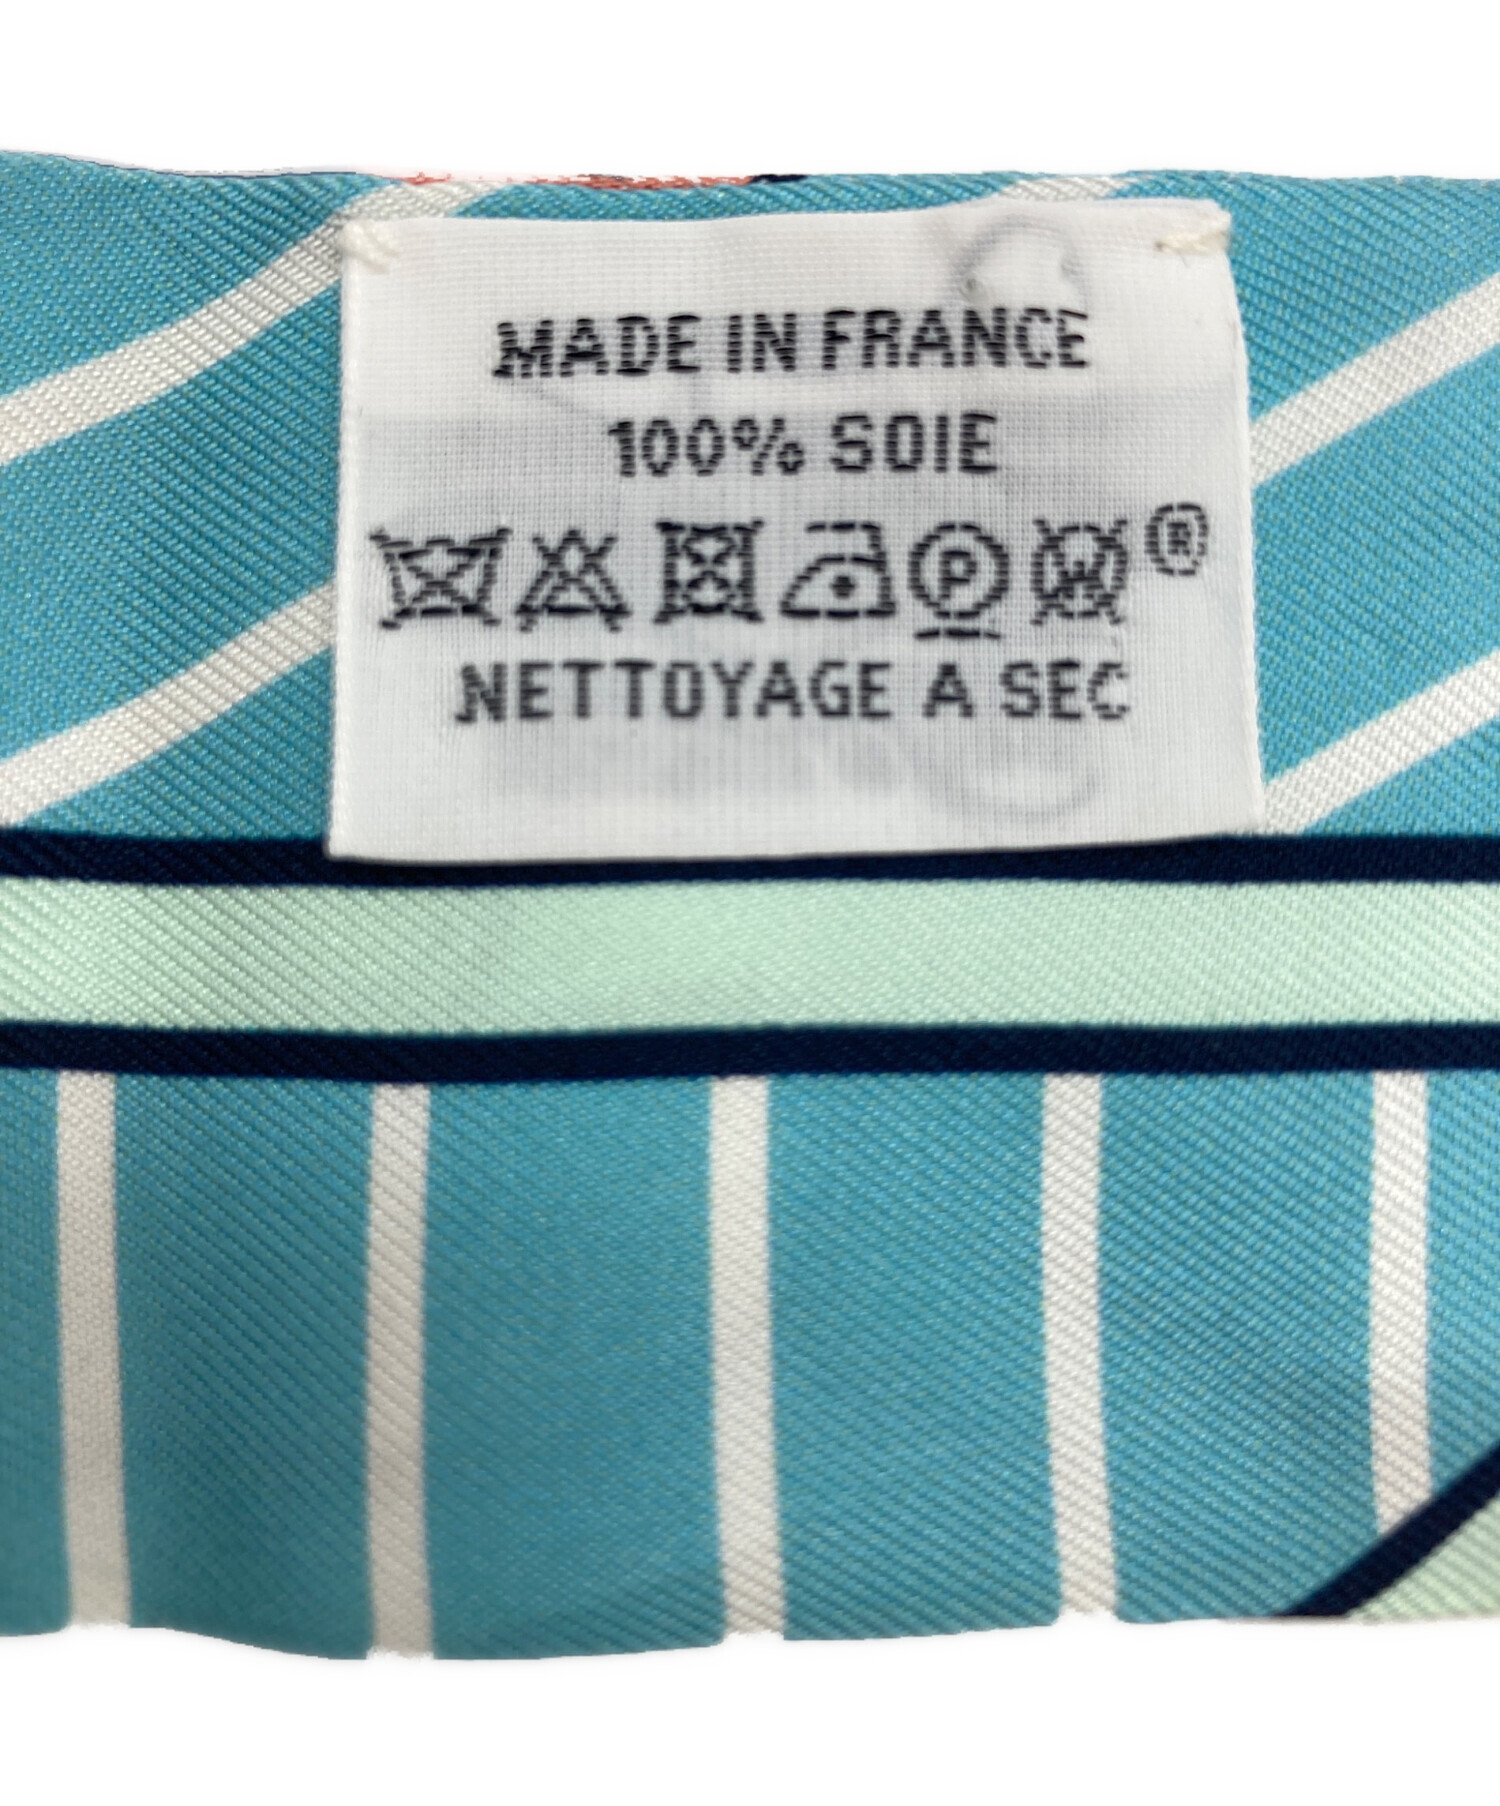 MADE IN FRANCE
100% SOIE
P W ®
NETTOYAGE A SEC